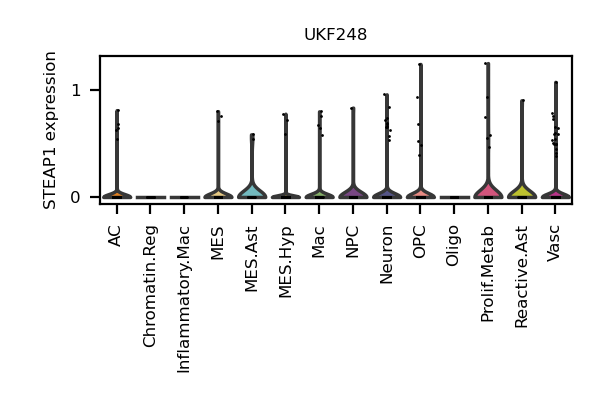 UKF248
STEAP1 expression
1
0
AC
Chromatin.Reg
Inflammatory.Mac
MES
MES.Ast
MES.Hyp
Mac
NPC
Neuron
OPC
Oligo
Prolif.Metab
Reactive.Ast
Vasc